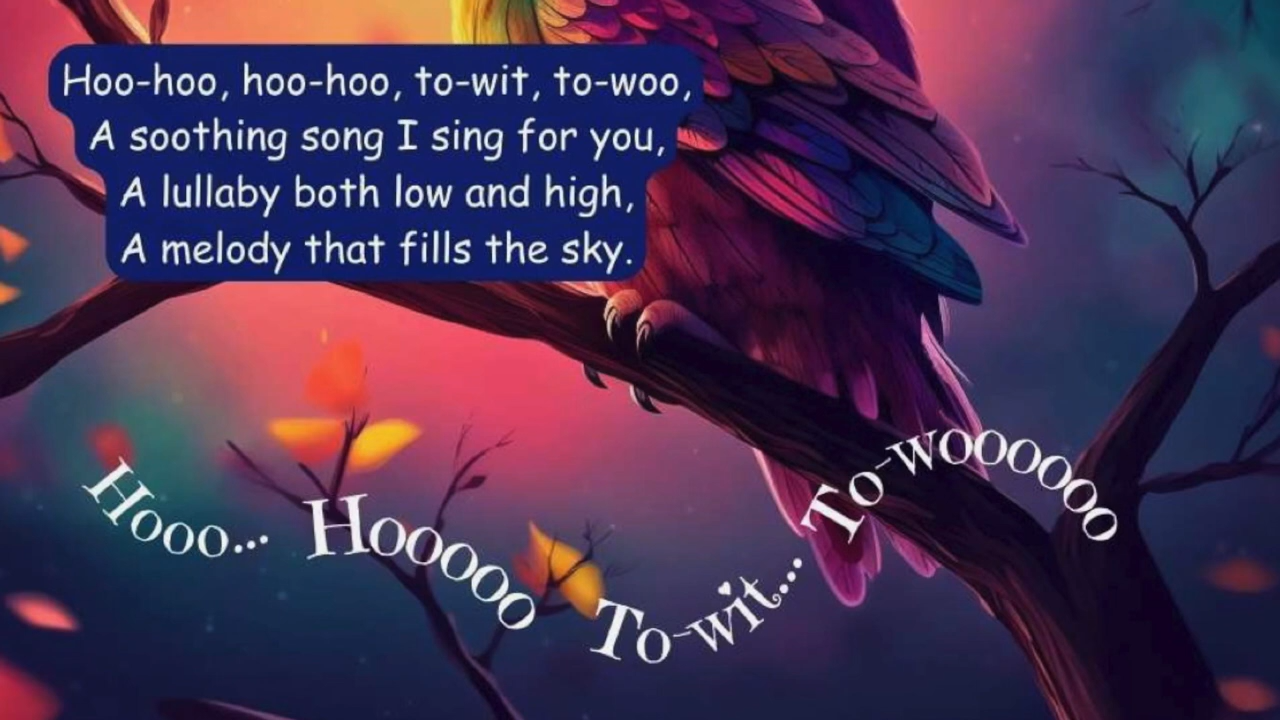 Hoo-hoo, hoo-hoo, to-wit, to-woo,
A soothing song I sing for you,
A lullaby both low and high,
A melody that fills the sky.
Hooo... Hooooo To-wit... To-woooooo